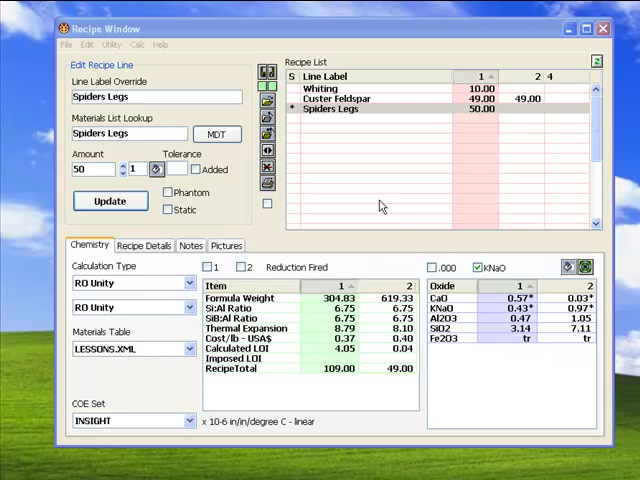 Recipe Window
File Edit Utility Calc Help
Edit Recipe Line
Line Label Override
Spiders Legs
Materials List Lookup
Spiders Legs MDT
Amount Tolerance
50 1 Added
Update
Phantom
Static
Recipe List 2
S Line Label 1 2 4
Whiting 10.00
Custer Feldspar 49.00 49.00
* Spiders Legs 50.00
Chemistry Recipe Details Notes Pictures
Calculation Type
RO Unity
RO Unity
Materials Table
LESSONS.XML
COE Set
INSIGHT x 10-6 in/in/degree C - linear
1 2 Reduction Fired
Item 1 2
Formula Weight 304.83 619.33
Si:Al Ratio 6.75 6.75
SiB:Al Ratio 6.75 6.75
Thermal Expansion 8.79 8.10
Cost/lb - USA$ 0.37 0.40
Calculated LOI 4.05 0.04
Imposed LOI
RecipeTotal 109.00 49.00
.000 KNaO
Oxide 1 2
CaO 0.57* 0.03*
KNaO 0.43* 0.97*
Al2O3 0.47 1.05
SiO2 3.14 7.11
Fe2O3 tr tr